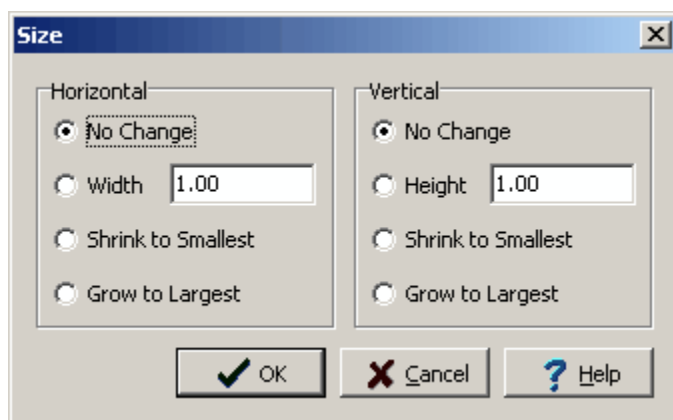 Size
Horizontal
No Change
Width 1.00
Shrink to Smallest
Grow to Largest
Vertical
No Change
Height 1.00
Shrink to Smallest
Grow to Largest
OK
Cancel
Help